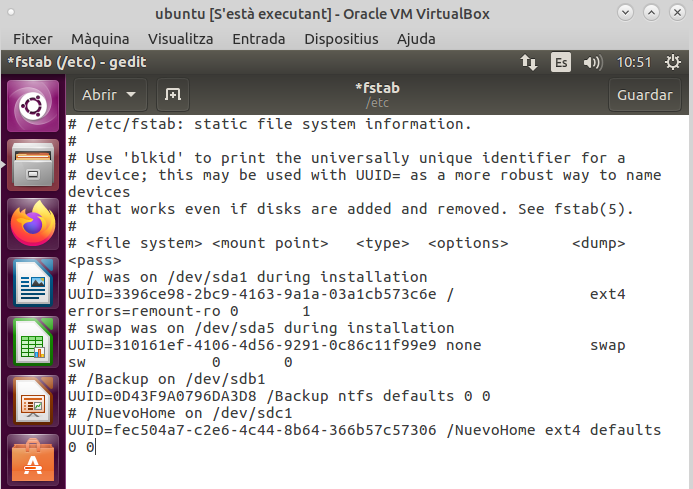 ubuntu [S'està executant] - Oracle VM VirtualBox
Fitxer Màquina Visualitza Entrada Dispositius Ajuda
*fstab (/etc) - gedit Es 10:51
Abrir *fstab Guardar
/etc
# /etc/fstab: static file system information.
#
# Use 'blkid' to print the universally unique identifier for a
# device; this may be used with UUID= as a more robust way to name
devices
# that works even if disks are added and removed. See fstab(5).
#
# <file system> <mount point>   <type>  <options>       <dump>
<pass>
# / was on /dev/sda1 during installation
UUID=3396ce98-2bc9-4163-9a1a-03a1cb573c6e /               ext4
errors=remount-ro 0       1
# swap was on /dev/sda5 during installation
UUID=310161ef-4106-4d56-9291-0c86c11f99e9 none            swap
sw              0       0
# /Backup on /dev/sdb1
UUID=0D43F9A0796DA3D8 /Backup ntfs defaults 0 0
# /NuevoHome on /dev/sdc1
UUID=fec504a7-c2e6-4c44-8b64-366b57c57306 /NuevoHome ext4 defaults
0 0